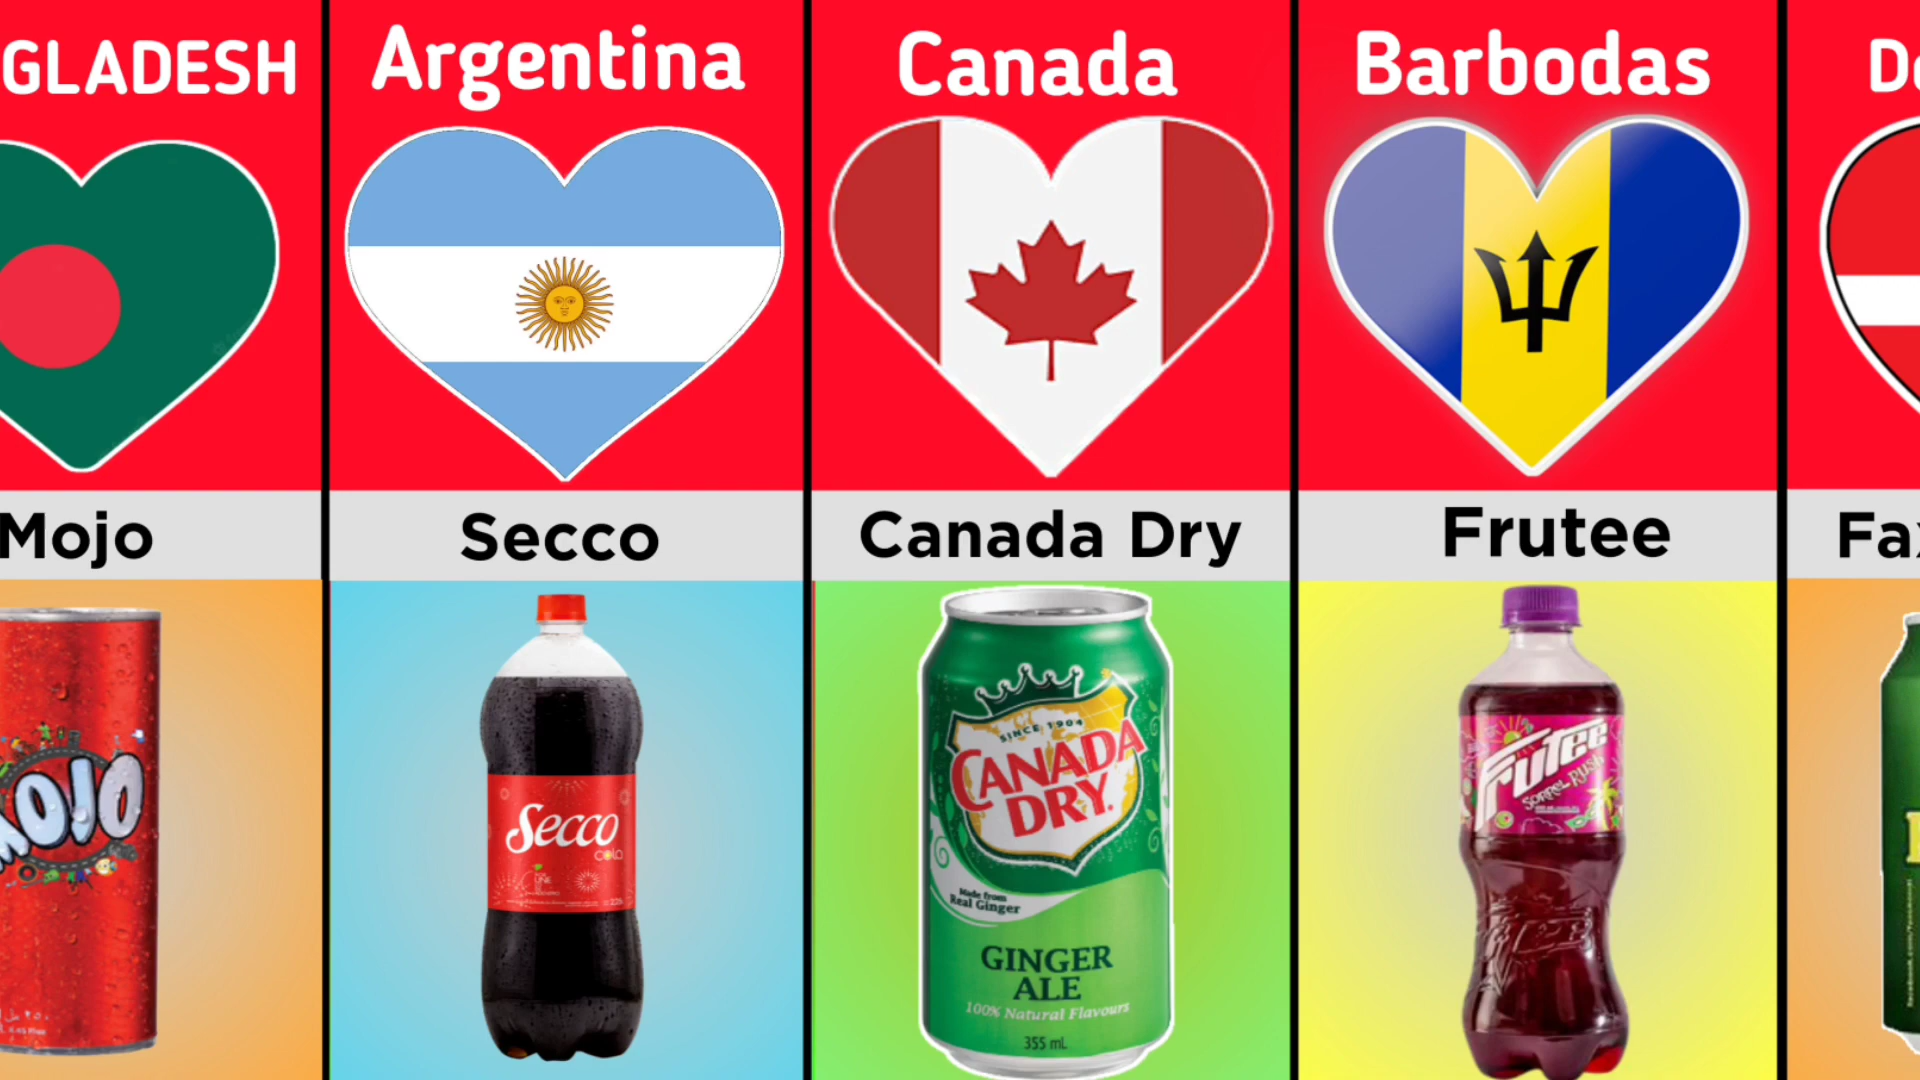 GLADESH
Argentina
Canada
Barbodas
Mojo
Secco
Canada Dry
Frutee
Fax
MOJO
Secco
cola
SINCE 1904
CANADA
DRY.
Made from
Real Ginger
GINGER
ALE
100% Natural Flavours
355 mL
Frutee
SORREL RUSH